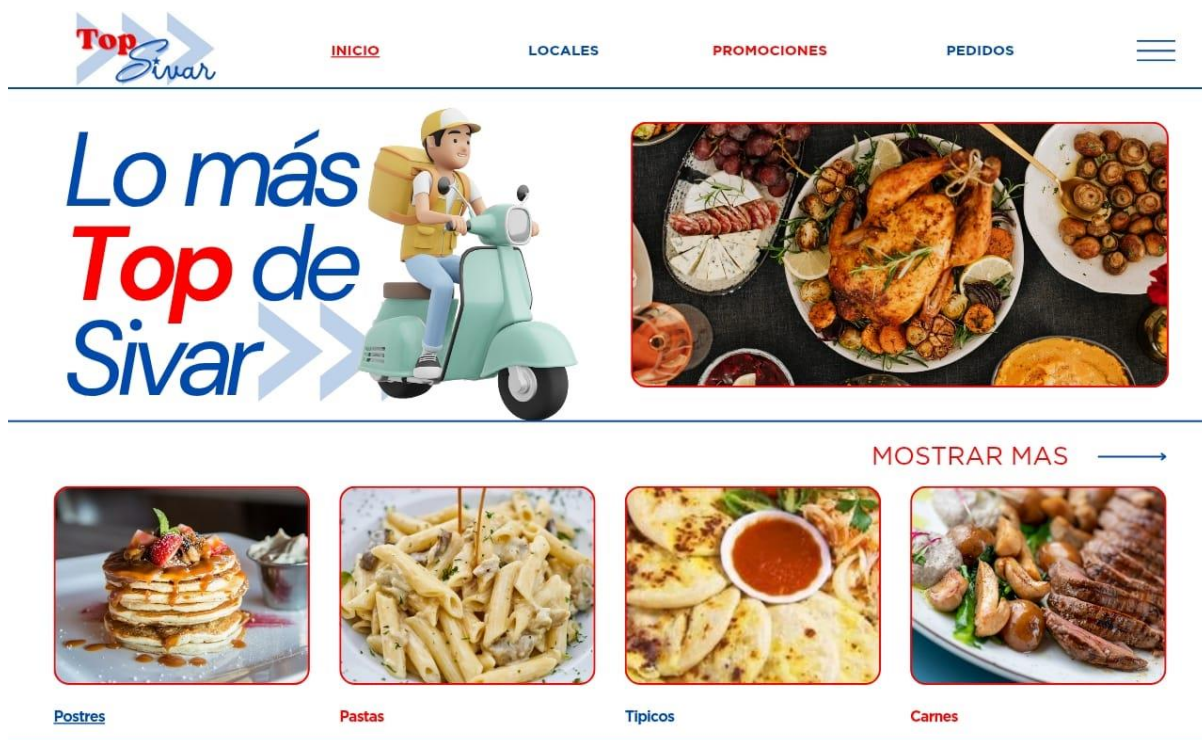 Top
Sivar
INICIO
LOCALES
PROMOCIONES
PEDIDOS
Lo más
Top de
Sivar
MOSTRAR MAS
Postres
Pastas
Tipicos
Carnes